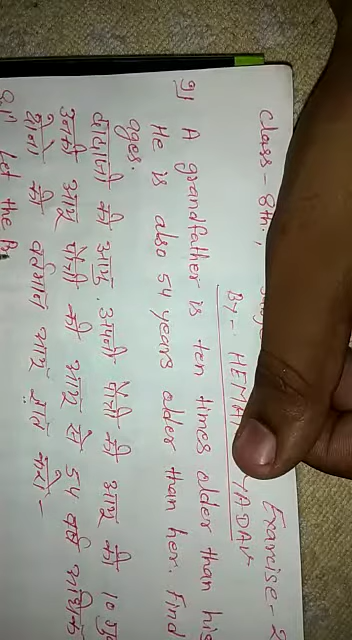 Class - 8th, Exercise - 2
By - HEMA YADAV
Q1 A grandfather is ten times older than his
He is also 54 years older than her. Find
ages.
दादाजी की आयु अपनी पोती की आयु की 10 गु
उनकी आयु पोती की आयु से 54 वर्ष अधिक
दोनों की वर्तमान आयु ज्ञात करो -
Let the